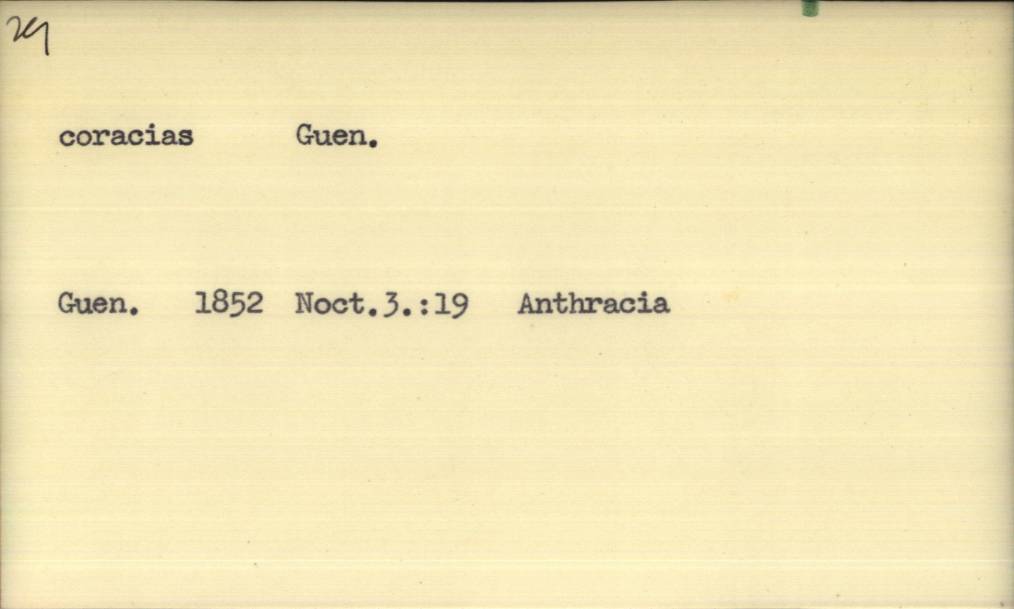 coracias Guen.
Guen. 1852 Noct.3.:19 Anthracia